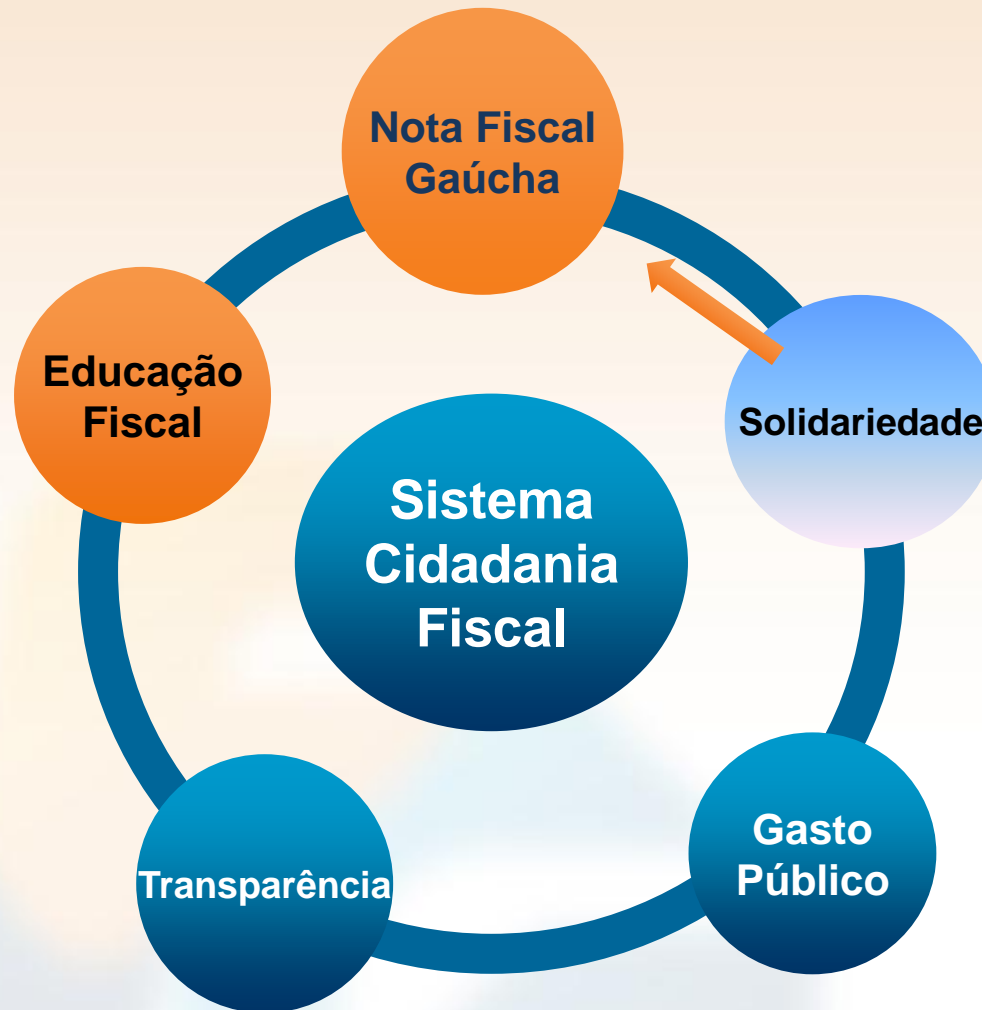 Nota Fiscal
Gaúcha
Educação
Fiscal
Solidariedade
Sistema
Cidadania
Fiscal
Gasto
Público
Transparência